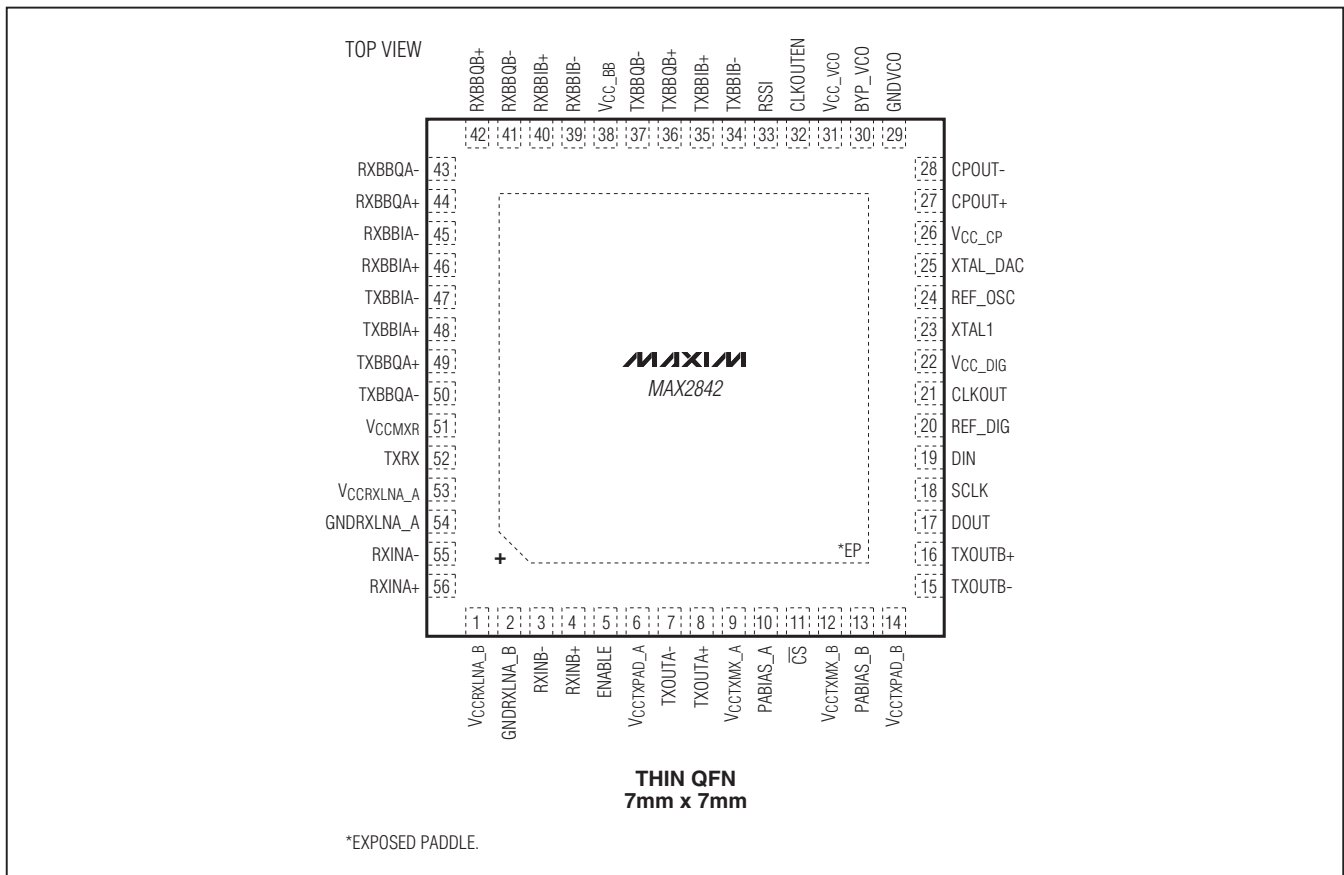 TOP VIEW
RXBBQB+
RXBBQB-
RXBBIB+
RXBBIB-
VCC_BB
TXBBQB-
TXBBQB+
TXBBIB+
TXBBIB-
RSSI
CLKOUTEN
VCC_VCO
BYP_VCO
GNDVCO
42 41 40 39 38 37 36 35 34 33 32 31 30 29
RXBBQA- 43
RXBBQA+ 44
RXBBIA- 45
RXBBIA+ 46
TXBBIA- 47
TXBBIA+ 48
TXBBQA+ 49
TXBBQA- 50
VCCMXR 51
TXRX 52
VCCRXLNA_A 53
GNDRXLNA_A 54
RXINA- 55
RXINA+ 56
MAXIM
MAX2842
+
*EP
28 CPOUT-
27 CPOUT+
26 VCC_CP
25 XTAL_DAC
24 REF_OSC
23 XTAL1
22 VCC_DIG
21 CLKOUT
20 REF_DIG
19 DIN
18 SCLK
17 DOUT
16 TXOUTB+
15 TXOUTB-
1 2 3 4 5 6 7 8 9 10 11 12 13 14
VCCRXLNA_B
GNDRXLNA_B
RXINB-
RXINB+
ENABLE
VCCTXPAD_A
TXOUTA-
TXOUTA+
VCCTXMX_A
PABIAS_A
C̅S̅
VCCTXMX_B
PABIAS_B
VCCTXPAD_B
THIN QFN
7mm x 7mm
*EXPOSED PADDLE.